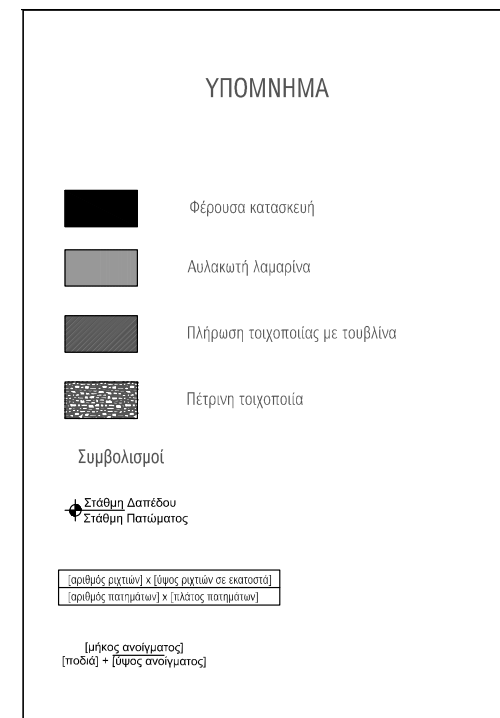 ΥΠΟΜΝΗΜΑ
Φέρουσα κατασκευή
Αυλακωτή λαμαρίνα
Πλήρωση τοιχοποιίας με τουβλίνα
Πέτρινη τοιχοποιία
Συμβολισμοί
Στάθμη Δαπέδου
Στάθμη Πατώματος
[αριθμός ριχτιών] x [ύψος ριχτιών σε εκατοστά]
[αριθμός πατημάτων] x [πλάτος πατημάτων]
[μήκος ανοίγματος]
[ποδιά] + [ύψος ανοίγματος]